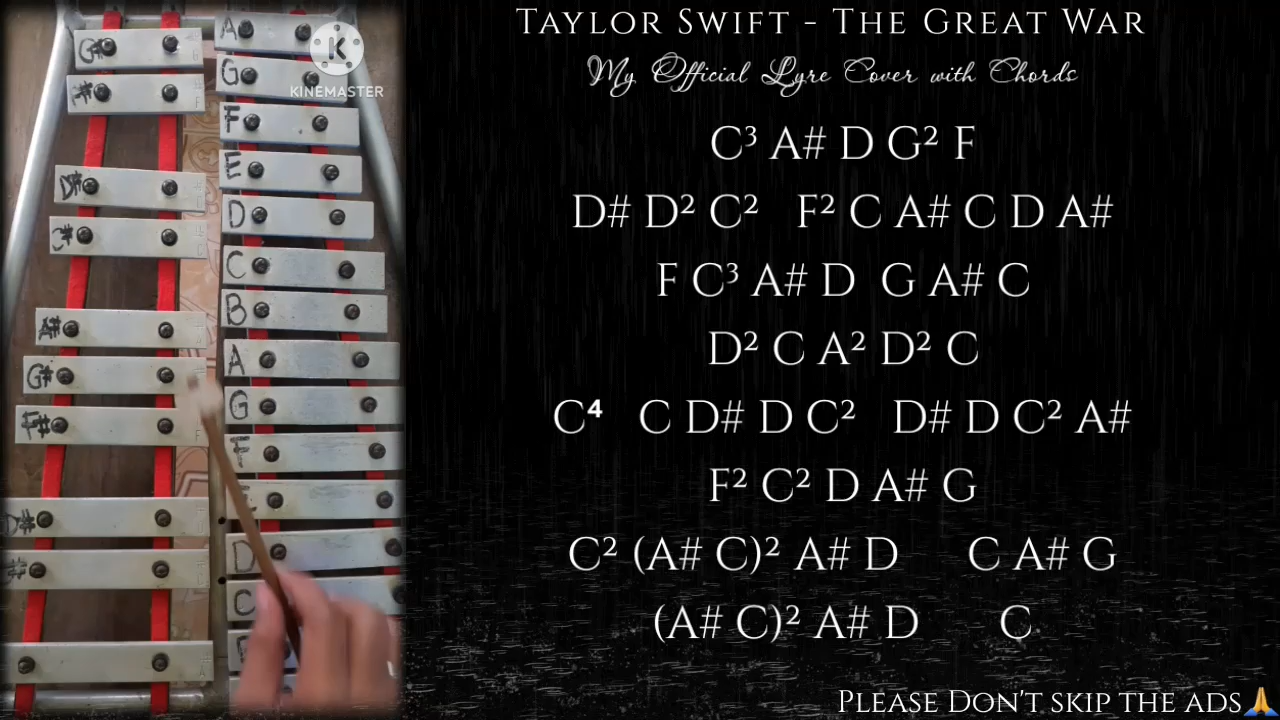 Taylor Swift - The Great War
My Official Lyre Cover with Chords
C³ A# D G² F
D# D² C² F² C A# C D A#
F C³ A# D G A# C
D² C A² D² C
C⁴ C D# D C² D# D C² A#
F² C² D A# G
C² (A# C)² A# D C A# G
(A# C)² A# D C
Please Don't skip the ads🙏
K
KINEMASTER
G#
D#
C#
A#
G#
F#
D#
A
G
F
E
D
C
B
A
G
F
E
D
C